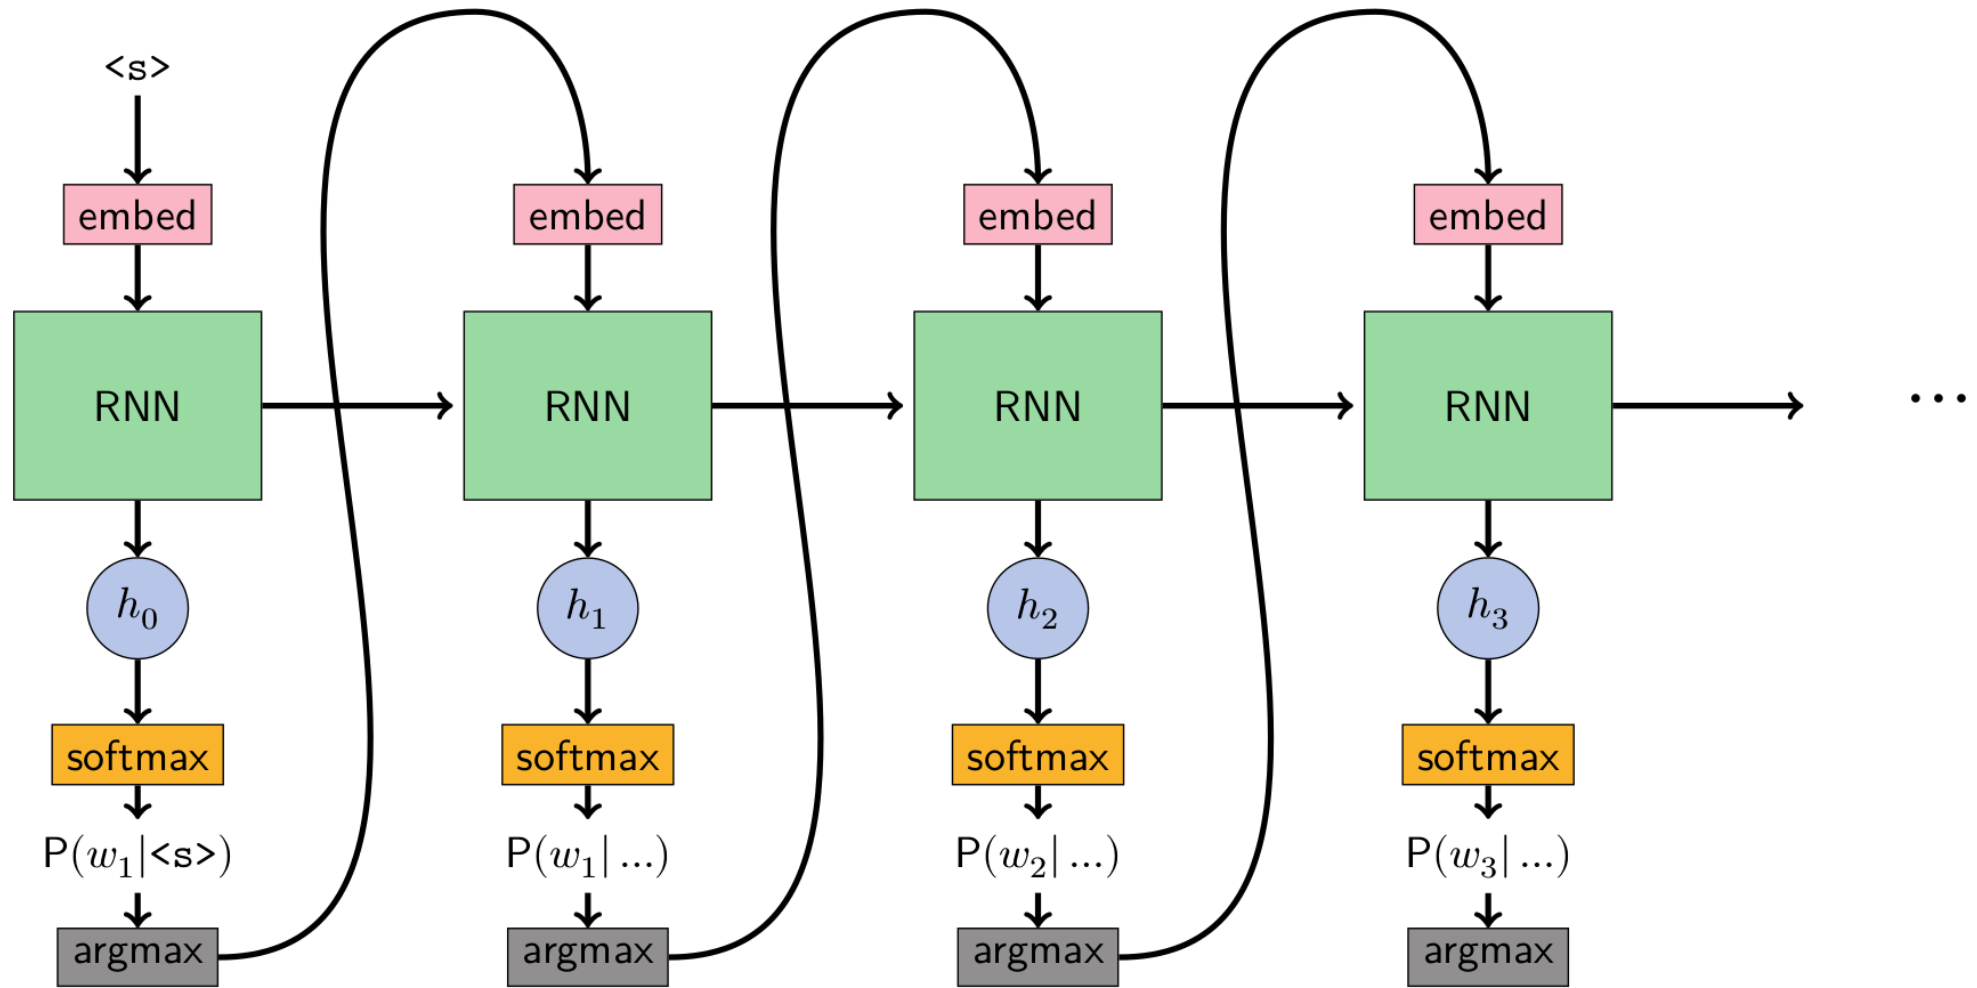 <s>
embed embed embed embed
RNN RNN RNN RNN ...
h₀ h₁ h₂ h₃
softmax softmax softmax softmax
P(w₁|<s>) P(w₁| ...) P(w₂| ...) P(w₃| ...)
argmax argmax argmax argmax